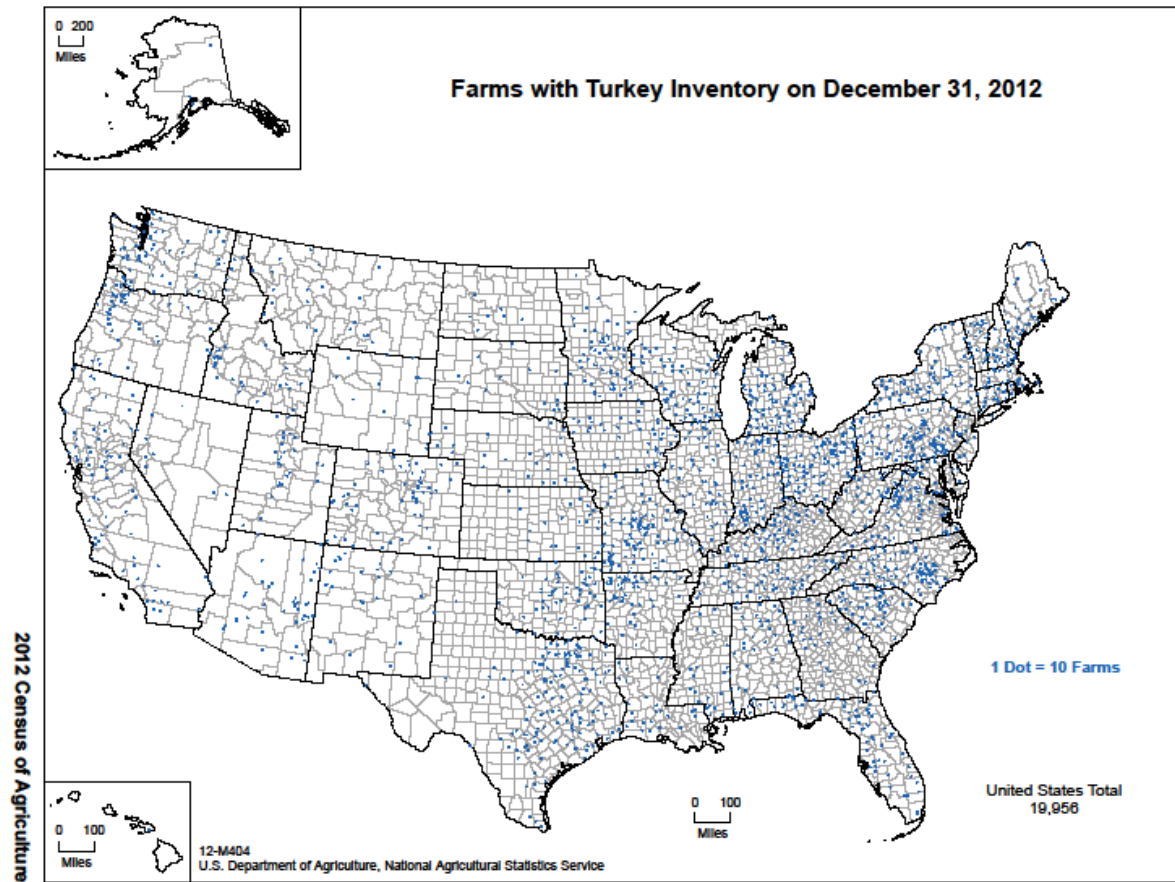 0 200
Miles
Farms with Turkey Inventory on December 31, 2012
1 Dot = 10 Farms
United States Total
19,956
0 100
Miles
0 100
Miles
12-M404
U.S. Department of Agriculture, National Agricultural Statistics Service
2012 Census of Agriculture